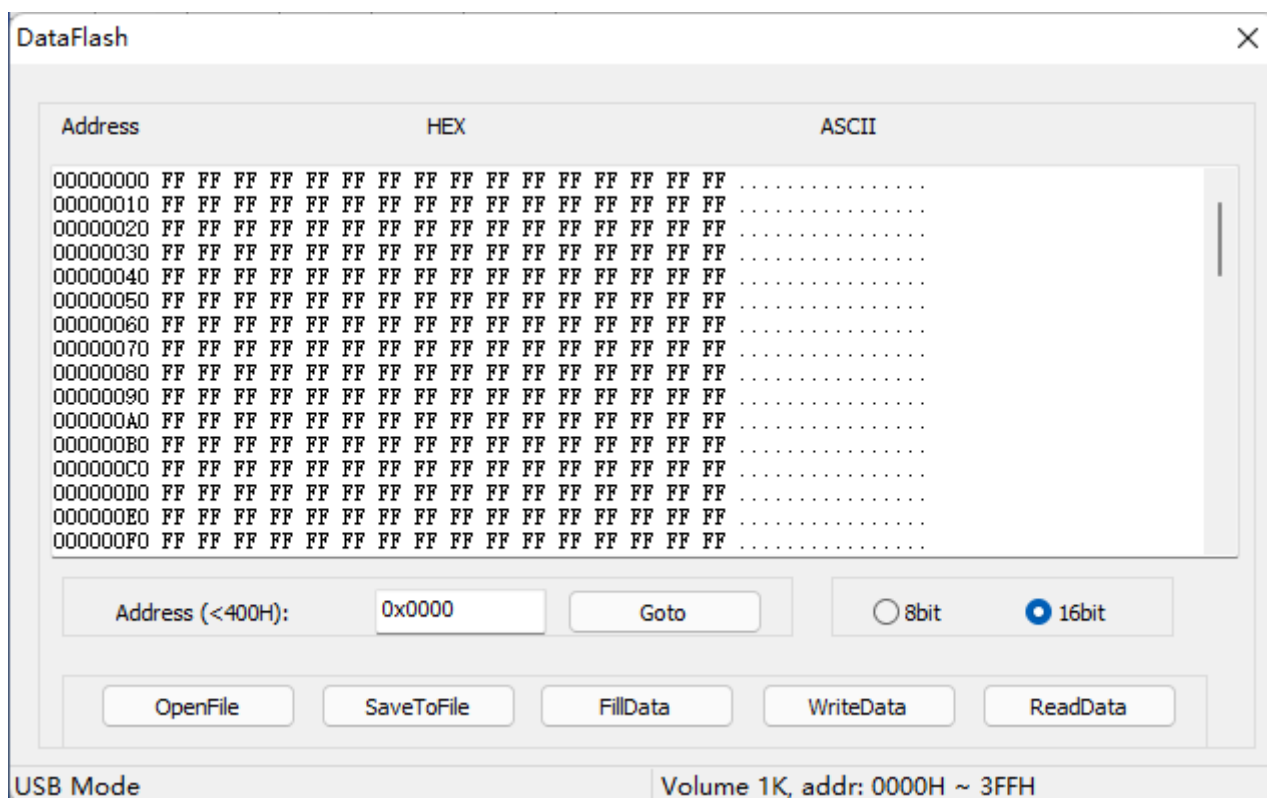 DataFlash
Address HEX ASCII
00000000 FF FF FF FF FF FF FF FF FF FF FF FF FF FF FF FF ................
00000010 FF FF FF FF FF FF FF FF FF FF FF FF FF FF FF FF ................
00000020 FF FF FF FF FF FF FF FF FF FF FF FF FF FF FF FF ................
00000030 FF FF FF FF FF FF FF FF FF FF FF FF FF FF FF FF ................
00000040 FF FF FF FF FF FF FF FF FF FF FF FF FF FF FF FF ................
00000050 FF FF FF FF FF FF FF FF FF FF FF FF FF FF FF FF ................
00000060 FF FF FF FF FF FF FF FF FF FF FF FF FF FF FF FF ................
00000070 FF FF FF FF FF FF FF FF FF FF FF FF FF FF FF FF ................
00000080 FF FF FF FF FF FF FF FF FF FF FF FF FF FF FF FF ................
00000090 FF FF FF FF FF FF FF FF FF FF FF FF FF FF FF FF ................
000000A0 FF FF FF FF FF FF FF FF FF FF FF FF FF FF FF FF ................
000000B0 FF FF FF FF FF FF FF FF FF FF FF FF FF FF FF FF ................
000000C0 FF FF FF FF FF FF FF FF FF FF FF FF FF FF FF FF ................
000000D0 FF FF FF FF FF FF FF FF FF FF FF FF FF FF FF FF ................
000000E0 FF FF FF FF FF FF FF FF FF FF FF FF FF FF FF FF ................
000000F0 FF FF FF FF FF FF FF FF FF FF FF FF FF FF FF FF ................
Address (<400H): 0x0000 Goto 8bit 16bit
OpenFile SaveToFile FillData WriteData ReadData
USB Mode Volume 1K, addr: 0000H ~ 3FFH